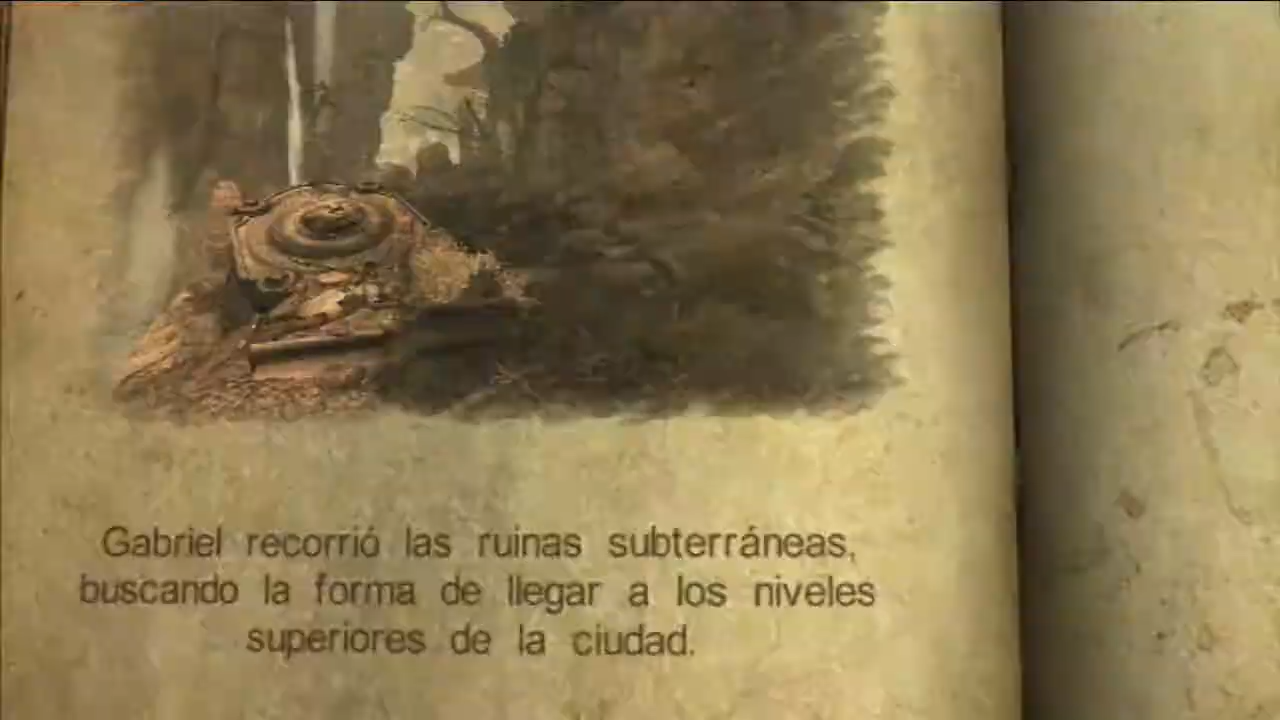 Gabriel recorrió las ruinas subterráneas,
buscando la forma de llegar a los niveles
superiores de la ciudad.